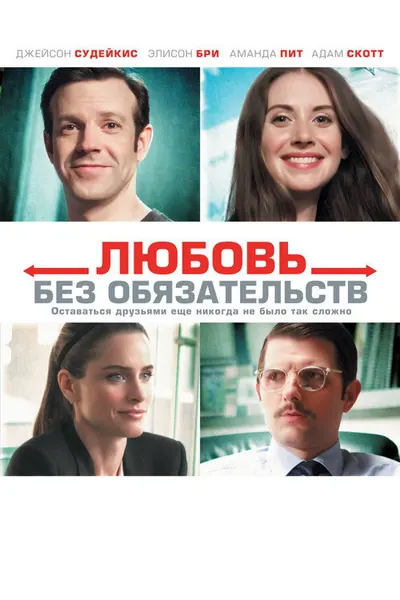 ДЖЕЙСОН СУДЕЙКИС ЭЛИСОН БРИ АМАНДА ПИТ АДАМ СКОТТ
ЛЮБОВЬ
БЕЗ ОБЯЗАТЕЛЬСТВ
Оставаться друзьями еще никогда не было так сложно